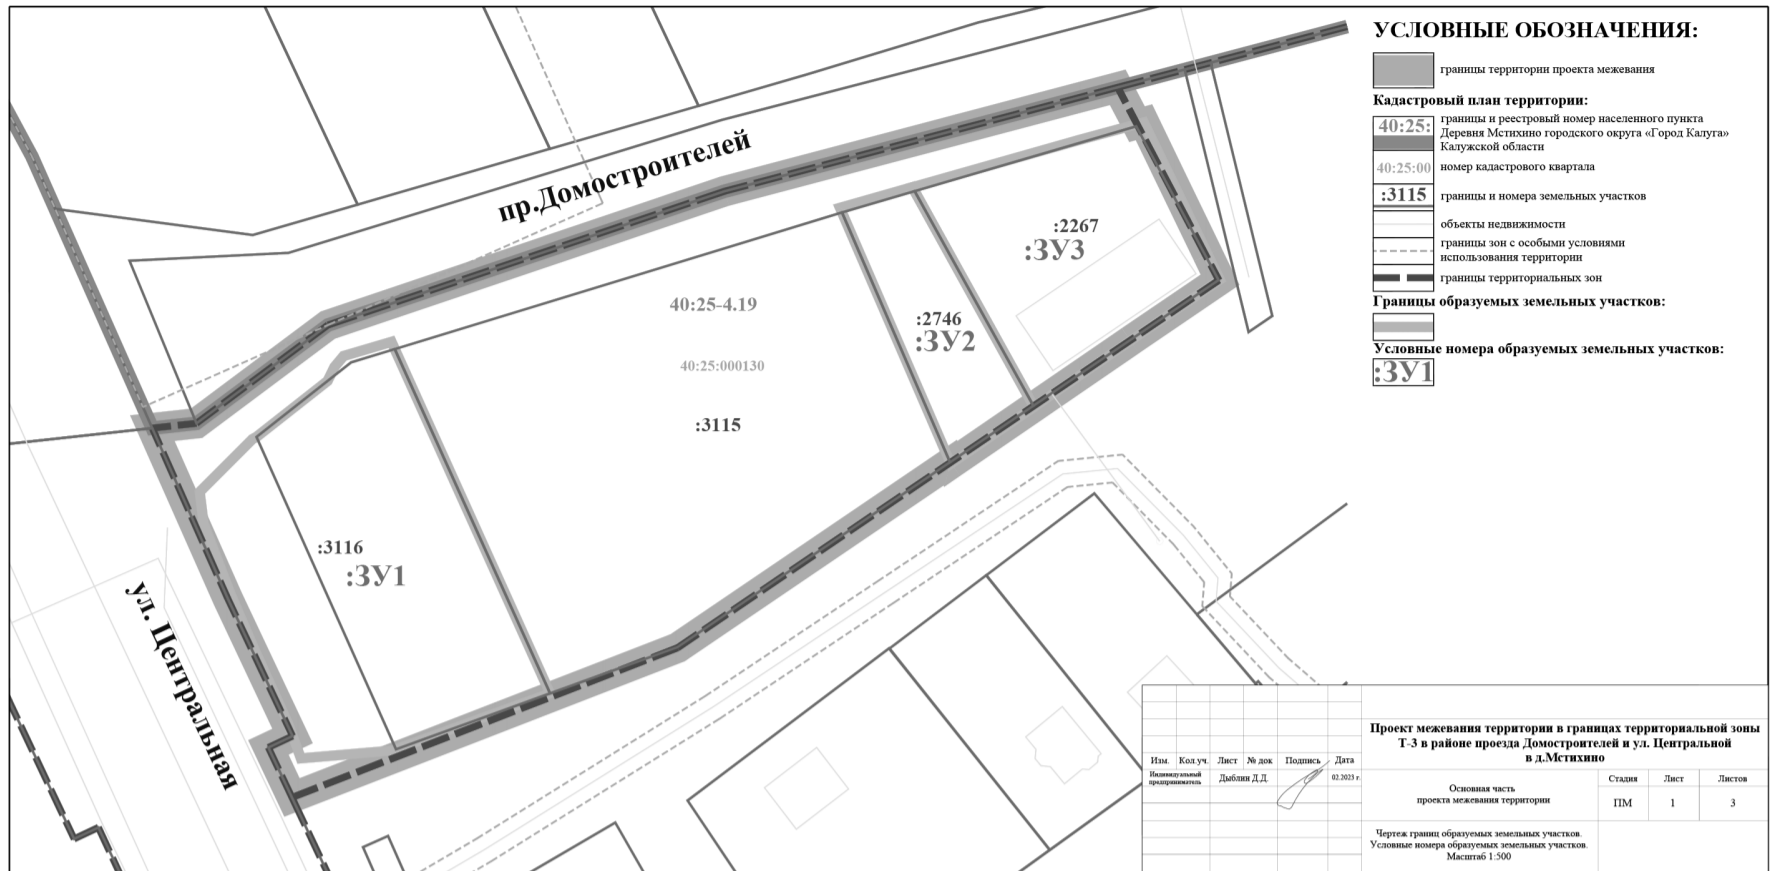 УСЛОВНЫЕ ОБОЗНАЧЕНИЯ:
границы территории проекта межевания
Кадастровый план территории:
40:25:
границы и реестровый номер населенного пункта
Деревня Мстихино городского округа «Город Калуга»
Калужской области
40:25:00
номер кадастрового квартала
:3115
границы и номера земельных участков
объекты недвижимости
границы зон с особыми условиями
использования территории
границы территориальных зон
Границы образуемых земельных участков:
Условные номера образуемых земельных участков:
:ЗУ1
пр.Домостроителей
:2267
:ЗУ3
40:25-4.19
:2746
:ЗУ2
40:25:000130
:3115
:3116
:ЗУ1
ул. Центральная
Проект межевания территории в границах территориальной зоны
Т-3 в районе проезда Домостроителей и ул. Центральной
в д.Мстихино
Изм. Кол.уч. Лист № док Подпись Дата
Индивидуальный
предприниматель
Дыблин Д.Д.
02.2023 г.
Основная часть
проекта межевания территории
Стадия Лист Листов
ПМ 1 3
Чертеж границ образуемых земельных участков.
Условные номера образуемых земельных участков.
Масштаб 1:500